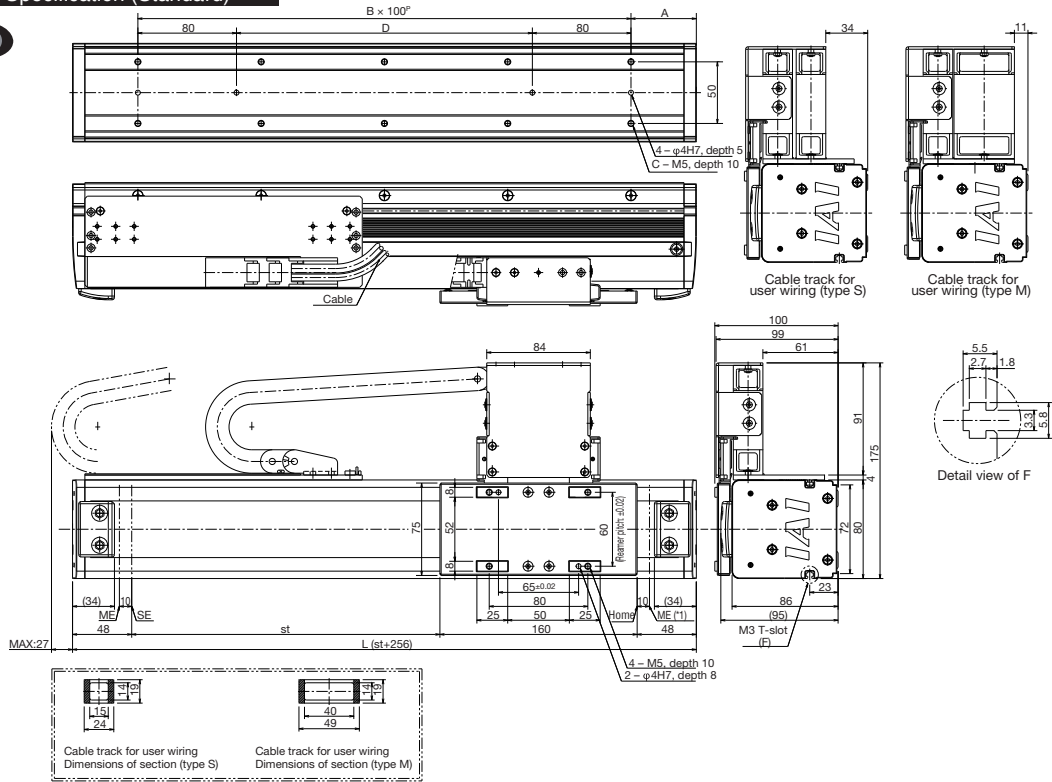 Specification (Standard)
B × 100P
A
80
D
80
50
4 – φ4H7, depth 5
C – M5, depth 10
34
11
IAI
IAI
Cable track for
user wiring (type S)
Cable track for
user wiring (type M)
Cable
84
100
99
61
91
175
4
80
72
IAI
23
86
(95)
M3 T-slot
(F)
5.5
2.7
1.8
3.3
5.8
Detail view of F
75
8
52
8
60
(Reamer pitch: ±0.02)
65±0.02
80
25
50
25
(34)
10
ME
SE
Home
10
(34)
ME (*1)
48
st
160
48
MAX:27
L (st+256)
4 – M5, depth 10
2 – φ4H7, depth 8
14
19
15
24
14
19
40
49
Cable track for user wiring
Dimensions of section (type S)
Cable track for user wiring
Dimensions of section (type M)